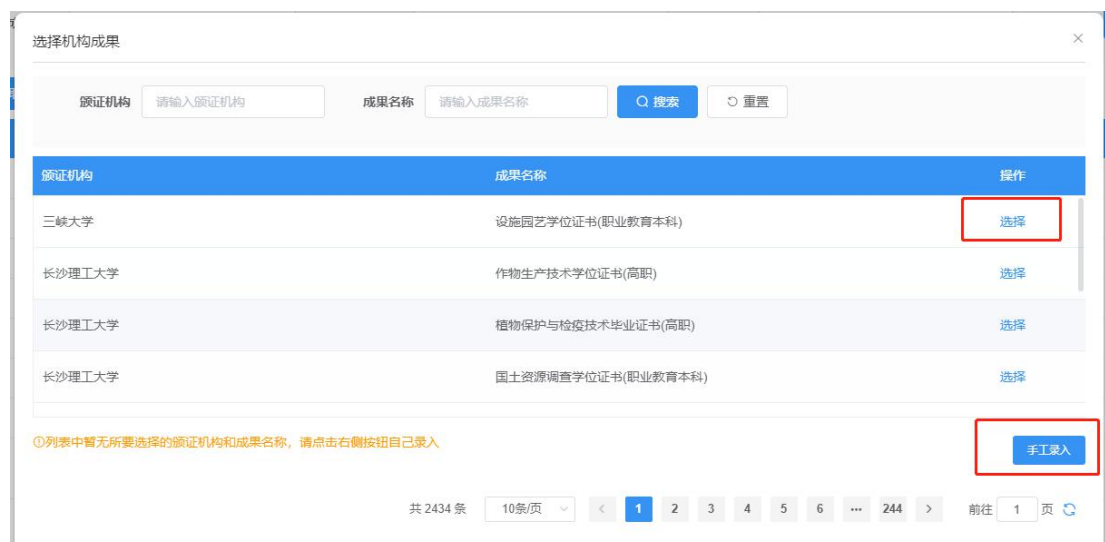 选择机构成果 ×
颁证机构 请输入颁证机构 成果名称 请输入成果名称 搜索 重置
颁证机构 成果名称 操作
三峡大学 设施园艺学位证书(职业教育本科) 选择
长沙理工大学 作物生产技术学位证书(高职) 选择
长沙理工大学 植物保护与检疫技术毕业证书(高职) 选择
长沙理工大学 国土资源调查学位证书(职业教育本科) 选择
①列表中暂无所要选择的颁证机构和成果名称，请点击右侧按钮自己录入 手工录入
共 2434 条 10条/页 < 1 2 3 4 5 6 ··· 244 > 前往 1 页